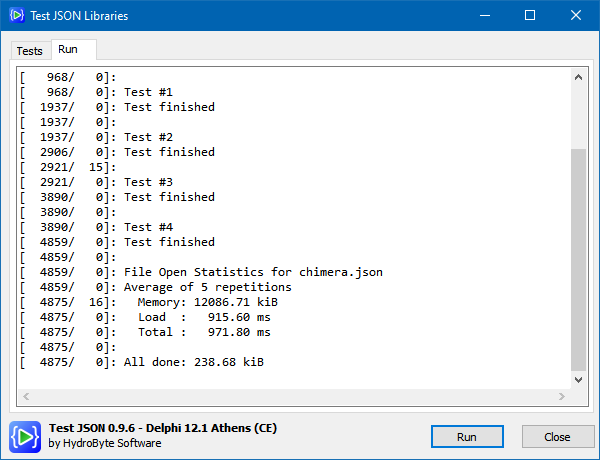 Test JSON Libraries
Tests Run
[   968/   0]:
[   968/   0]: Test #1
[  1937/   0]: Test finished
[  1937/   0]:
[  1937/   0]: Test #2
[  2906/   0]: Test finished
[  2921/  15]:
[  2921/   0]: Test #3
[  3890/   0]: Test finished
[  3890/   0]:
[  3890/   0]: Test #4
[  4859/   0]: Test finished
[  4859/   0]:
[  4859/   0]: File Open Statistics for chimera.json
[  4859/   0]: Average of 5 repetitions
[  4875/  16]:   Memory: 12086.71 kiB
[  4875/   0]:   Load  :   915.60 ms
[  4875/   0]:   Total :   971.80 ms
[  4875/   0]:
[  4875/   0]: All done: 238.68 kiB
Test JSON 0.9.6 - Delphi 12.1 Athens (CE)
by HydroByte Software
Run
Close